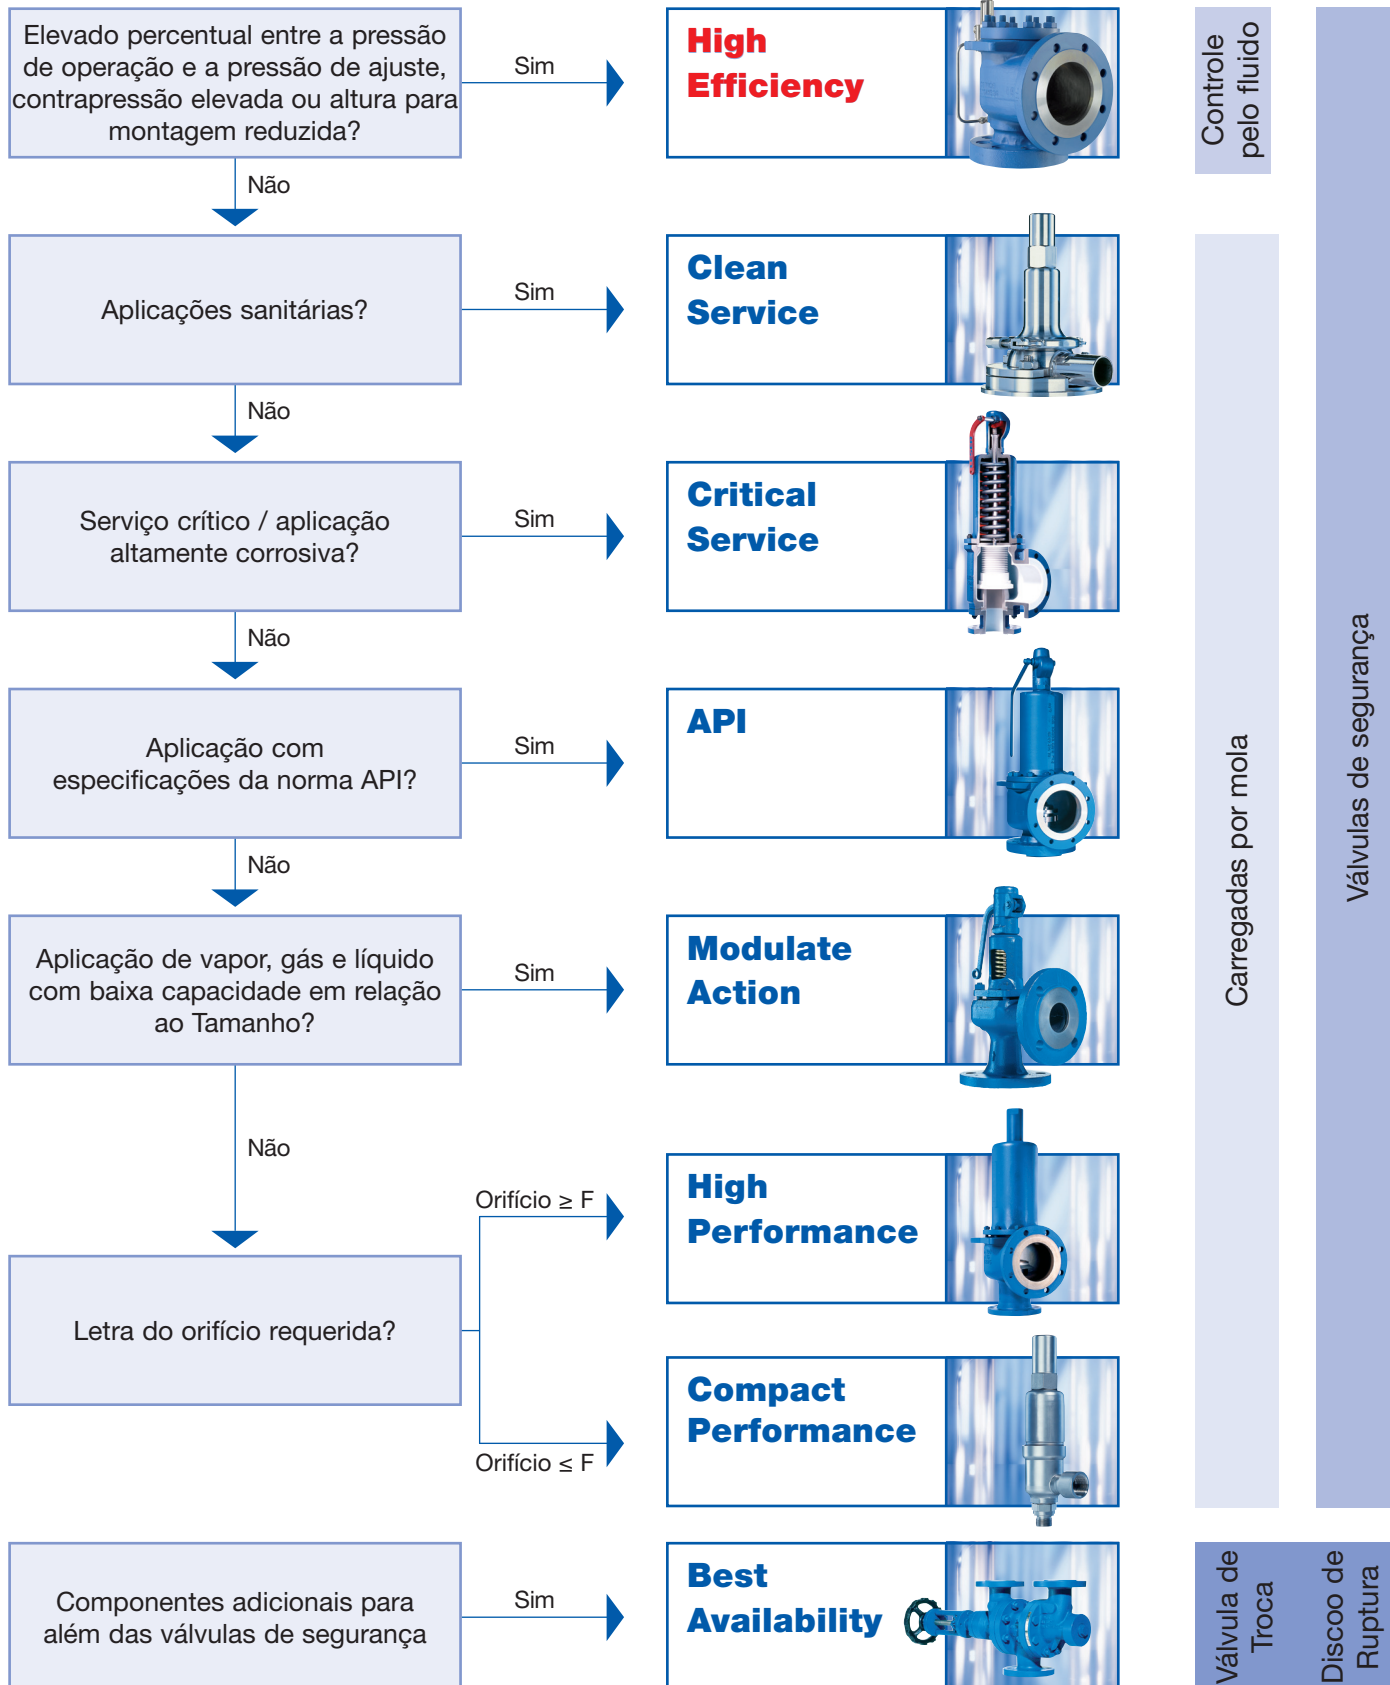 Elevado percentual entre a pressão
de operação e a pressão de ajuste,
contrapressão elevada ou altura para
montagem reduzida?
Sim
High
Efficiency
Controle
pelo fluido
Não
Aplicações sanitárias?
Sim
Clean
Service
Não
Serviço crítico / aplicação
altamente corrosiva?
Sim
Critical
Service
Não
Aplicação com
especificações da norma API?
Sim
API
Não
Aplicação de vapor, gás e líquido
com baixa capacidade em relação
ao Tamanho?
Sim
Modulate
Action
Não
Letra do orifício requerida?
Orifício ≥ F
High
Performance
Orifício ≤ F
Compact
Performance
Carregadas por mola
Válvulas de segurança
Componentes adicionais para
além das válvulas de segurança
Sim
Best
Availability
Válvula de
Troca
Discoo de
Ruptura